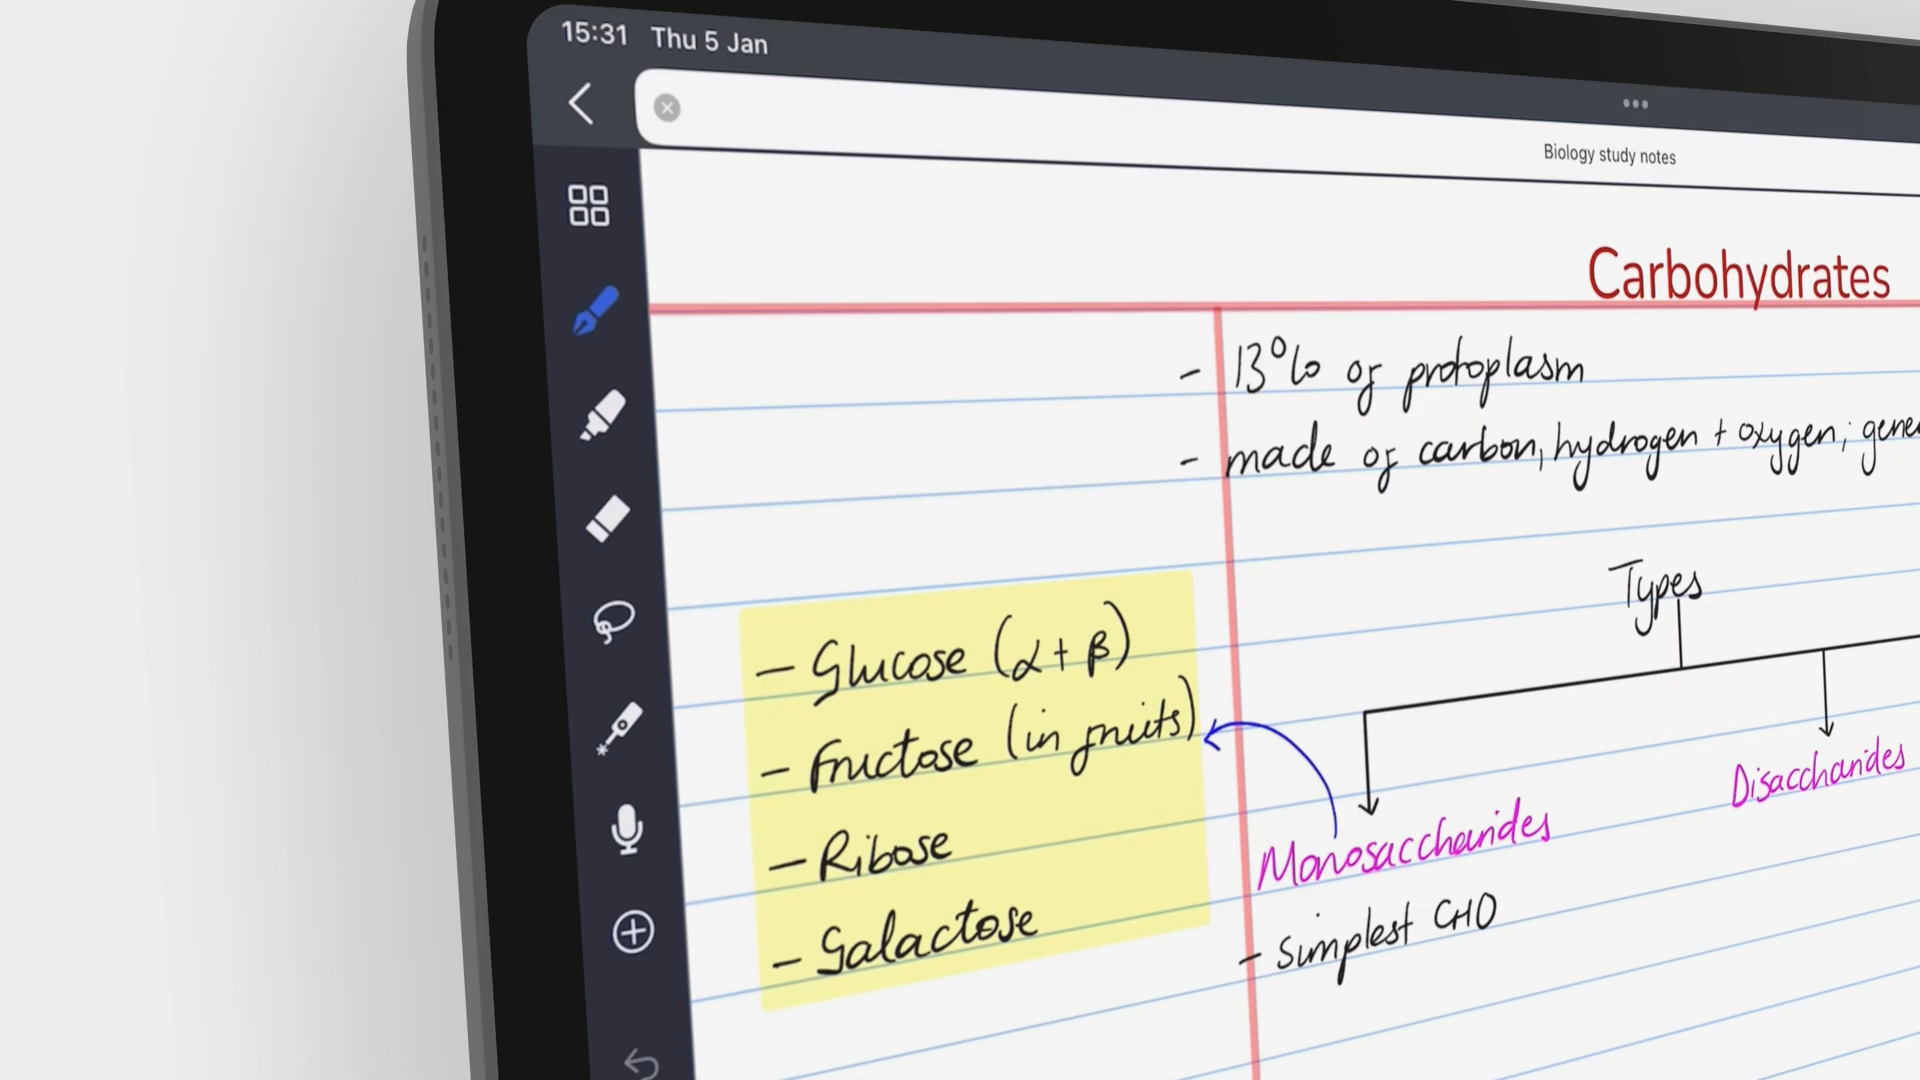 15:31 Thu 5 Jan
Biology study notes
Carbohydrates
- 13% of protoplasm
- made of carbon, hydrogen + oxygen; gene
Types
- Glucose (α + β)
- Fructose (in fruits)
- Ribose
- Galactose
Monosaccharides
Disaccharides
- Simplest CHO